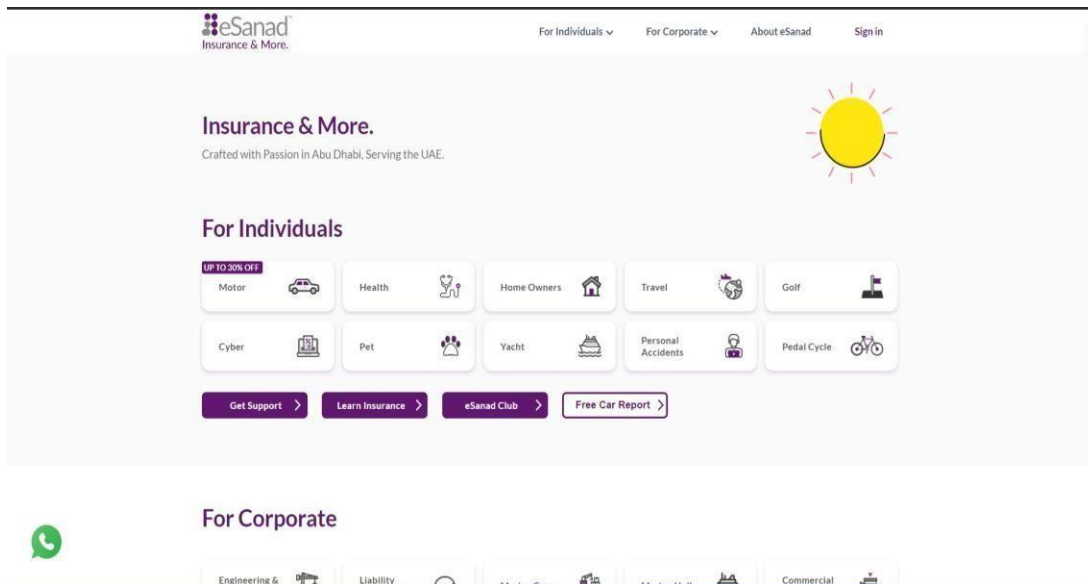 eSanad
Insurance & More.
For Individuals
For Corporate
About eSanad
Sign in
Insurance & More.
Crafted with Passion in Abu Dhabi, Serving the UAE.
For Individuals
UP TO 30% OFF
Motor
Health
Home Owners
Travel
Golf
Cyber
Pet
Yacht
Personal
Accidents
Pedal Cycle
Get Support
Learn Insurance
eSanad Club
Free Car Report
For Corporate
Engineering &
Liability
Commercial